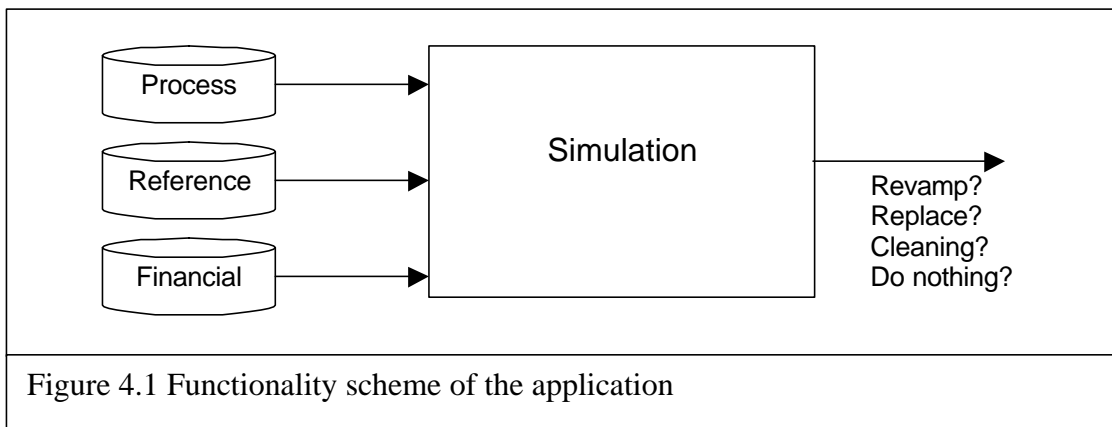 Process
Reference
Financial
Simulation
Revamp?
Replace?
Cleaning?
Do nothing?
Figure 4.1 Functionality scheme of the application